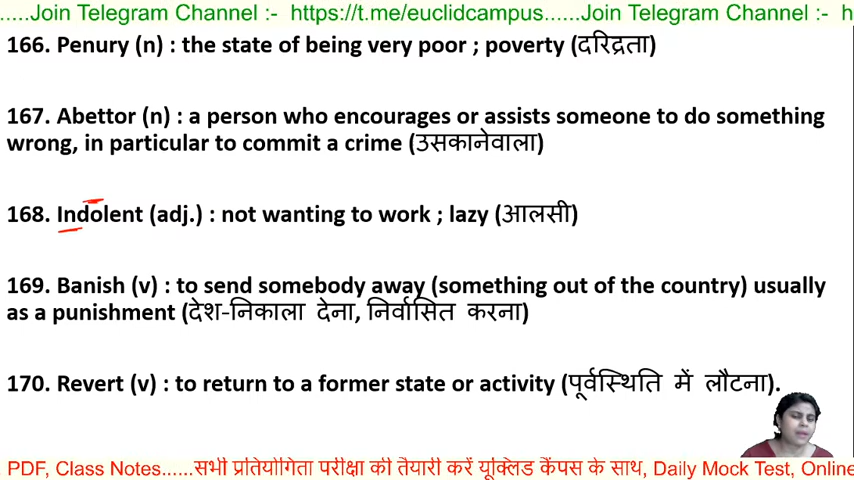 .....Join Telegram Channel :-  https://t.me/euclidcampus......Join Telegram Channel :-  h
166. Penury (n) : the state of being very poor ; poverty (दरिद्रता)
167. Abettor (n) : a person who encourages or assists someone to do something
wrong, in particular to commit a crime (उसकानेवाला)
168. Indolent (adj.) : not wanting to work ; lazy (आलसी)
169. Banish (v) : to send somebody away (something out of the country) usually
as a punishment (देश-निकाला देना, निर्वासित करना)
170. Revert (v) : to return to a former state or activity (पूर्वस्थिति में लौटना).
PDF, Class Notes......सभी प्रतियोगिता परीक्षा की तैयारी करें यूक्लिड कैंपस के साथ, Daily Mock Test, Online